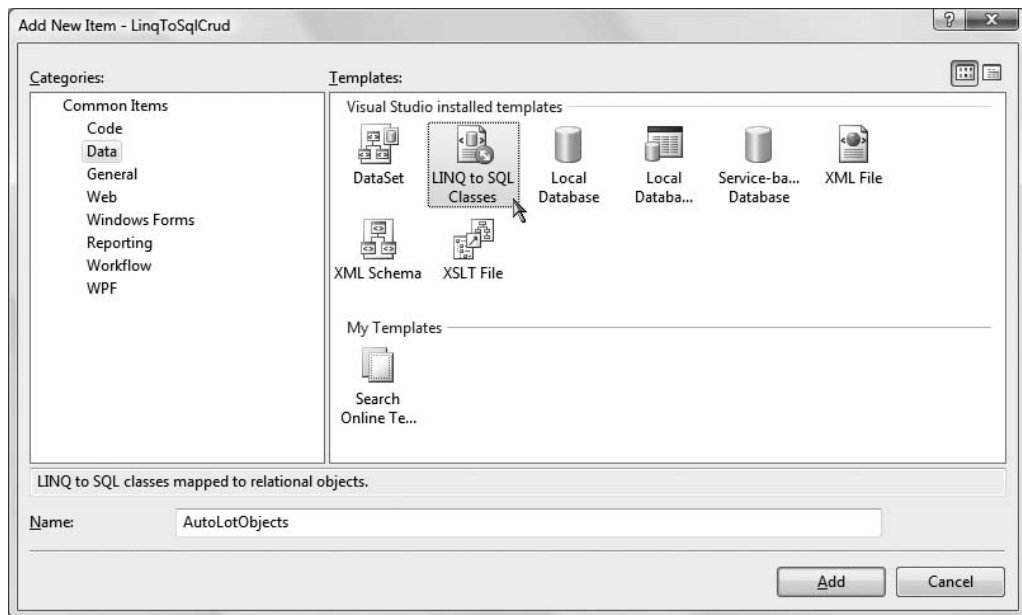 Add New Item - LinqToSqlCrud
Categories:
Templates:
Common Items
Code
Data
General
Web
Windows Forms
Reporting
Workflow
WPF
Visual Studio installed templates
DataSet
LINQ to SQL
Classes
Local
Database
Local
Databa...
Service-ba...
Database
XML File
XML Schema
XSLT File
My Templates
Search
Online Te...
LINQ to SQL classes mapped to relational objects.
Name:
AutoLotObjects
Add
Cancel